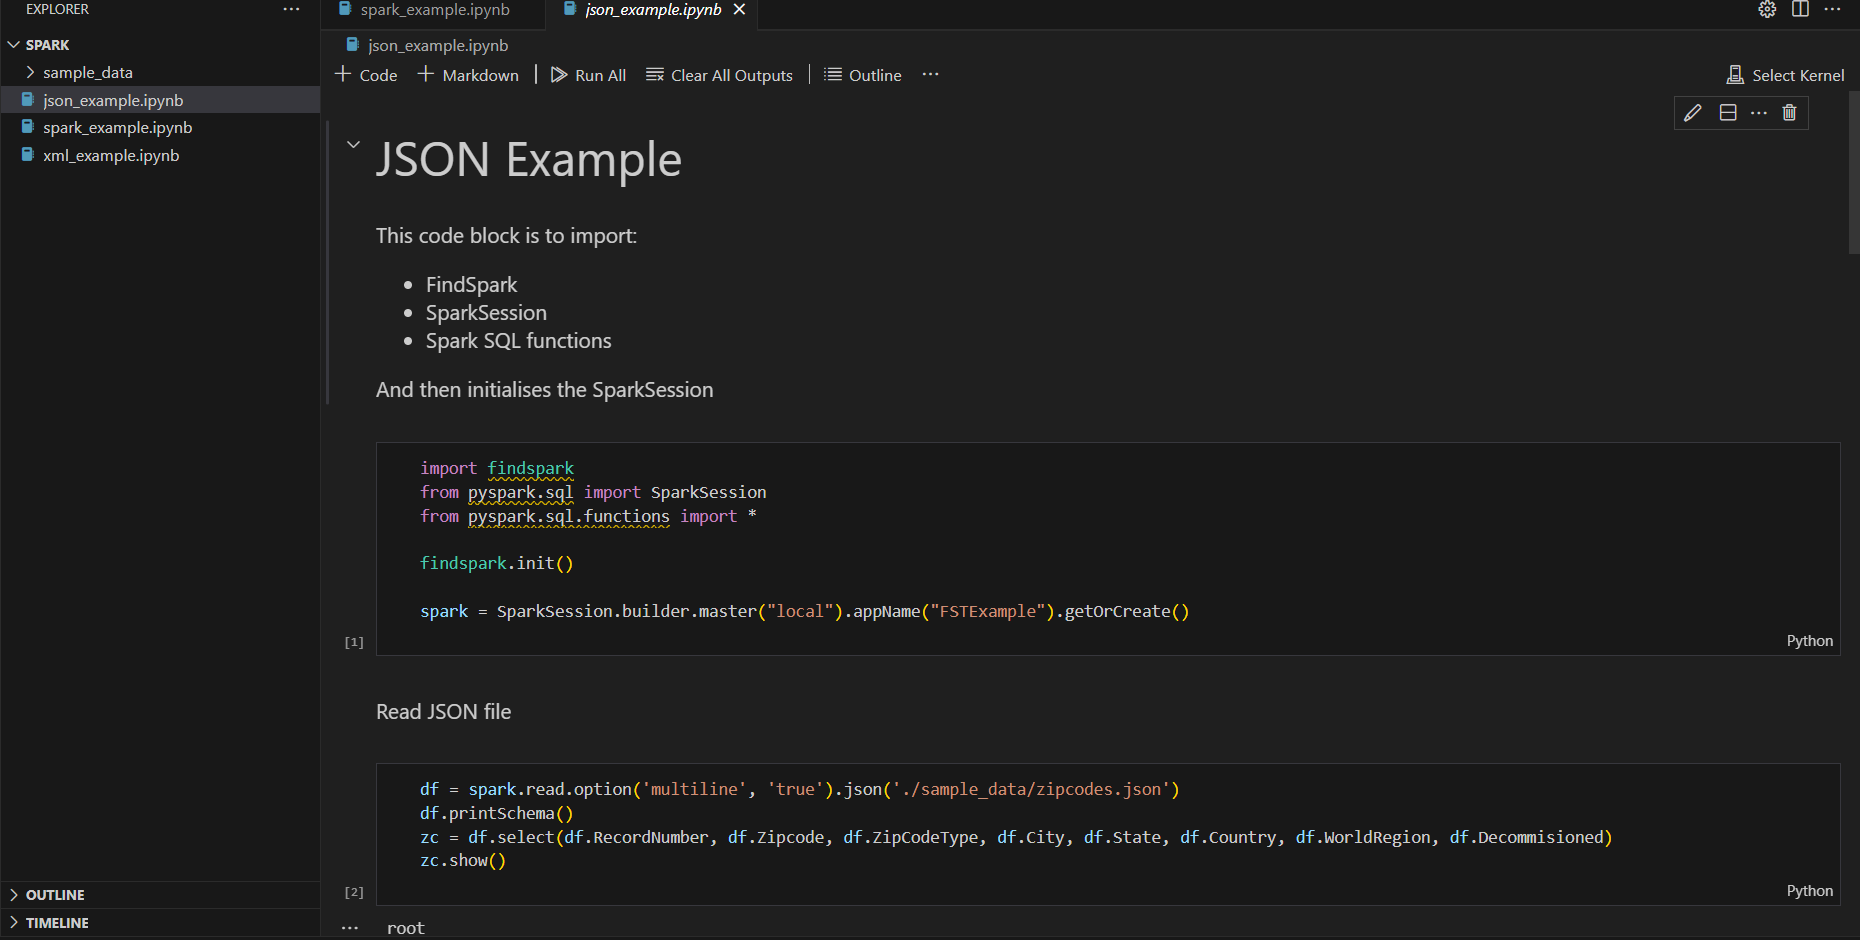 EXPLORER
spark_example.ipynb
json_example.ipynb
SPARK
sample_data
json_example.ipynb
spark_example.ipynb
xml_example.ipynb
OUTLINE
TIMELINE
json_example.ipynb
Code
Markdown
Run All
Clear All Outputs
Outline
Select Kernel
JSON Example
This code block is to import:
FindSpark
SparkSession
Spark SQL functions
And then initialises the SparkSession
import findspark
from pyspark.sql import SparkSession
from pyspark.sql.functions import *
findspark.init()
spark = SparkSession.builder.master("local").appName("FSTExample").getOrCreate()
[1]
Python
Read JSON file
df = spark.read.option('multiline', 'true').json('./sample_data/zipcodes.json')
df.printSchema()
zc = df.select(df.RecordNumber, df.Zipcode, df.ZipCodeType, df.City, df.State, df.Country, df.WorldRegion, df.Decommisioned)
zc.show()
[2]
Python
root